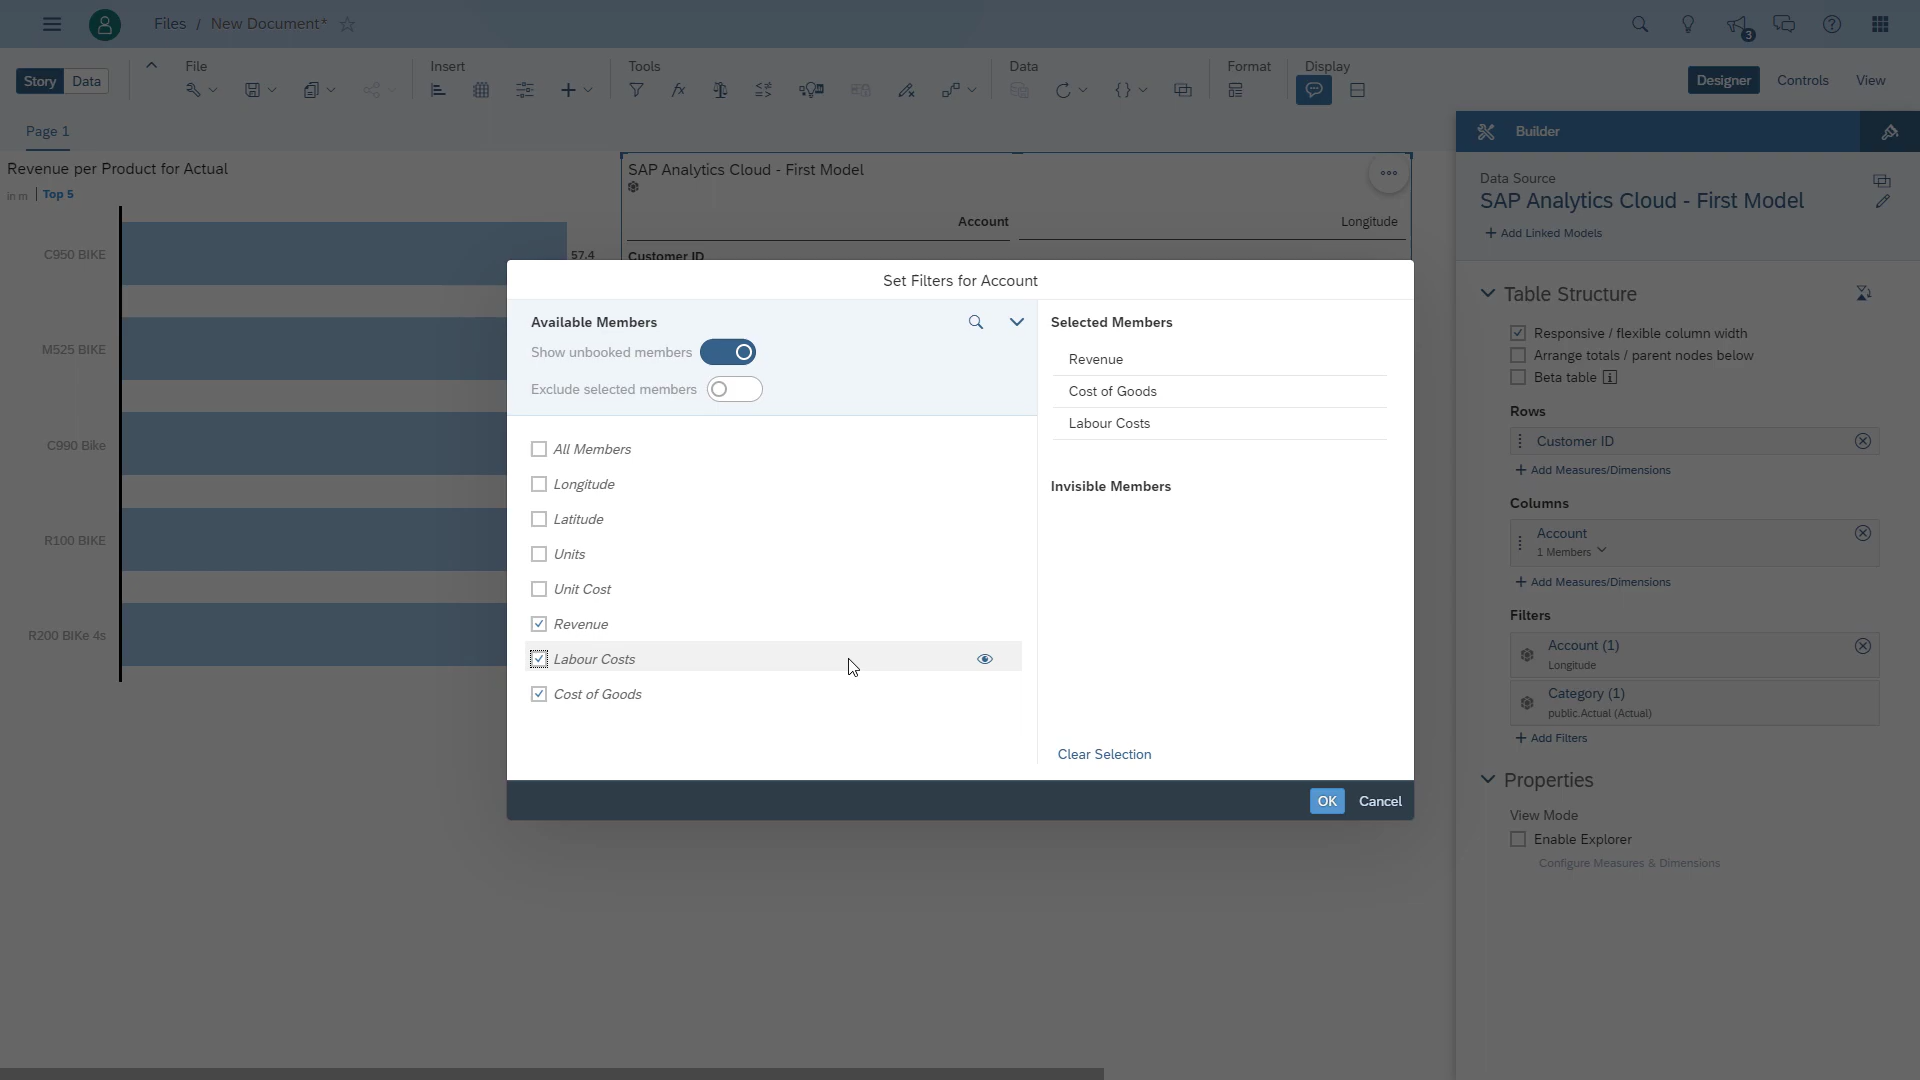 Files / New Document*
3
Story Data
File
Insert
Tools
Data
Format
Display
Designer Controls View
Page 1
Builder
Revenue per Product for Actual
in m | Top 5
C950 BIKE
57.4
M525 BIKE
C990 Bike
R100 BIKE
R200 BIKe 4s
SAP Analytics Cloud - First Model
Account
Longitude
Customer ID
Set Filters for Account
Available Members
Show unbooked members
Exclude selected members
All Members
Longitude
Latitude
Units
Unit Cost
Revenue
Labour Costs
Cost of Goods
Selected Members
Revenue
Cost of Goods
Labour Costs
Invisible Members
Clear Selection
OK Cancel
Data Source
SAP Analytics Cloud - First Model
+ Add Linked Models
Table Structure
Responsive / flexible column width
Arrange totals / parent nodes below
Beta table i
Rows
Customer ID
+ Add Measures/Dimensions
Columns
Account
1 Members
+ Add Measures/Dimensions
Filters
Account (1)
Longitude
Category (1)
public.Actual (Actual)
+ Add Filters
Properties
View Mode
Enable Explorer
Configure Measures & Dimensions